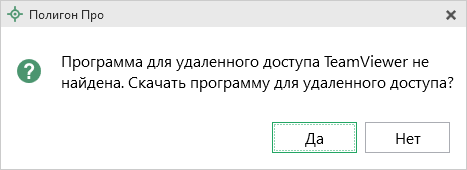 Полигон Про
Программа для удаленного доступа TeamViewer не
найдена. Скачать программу для удаленного доступа?
Да
Нет